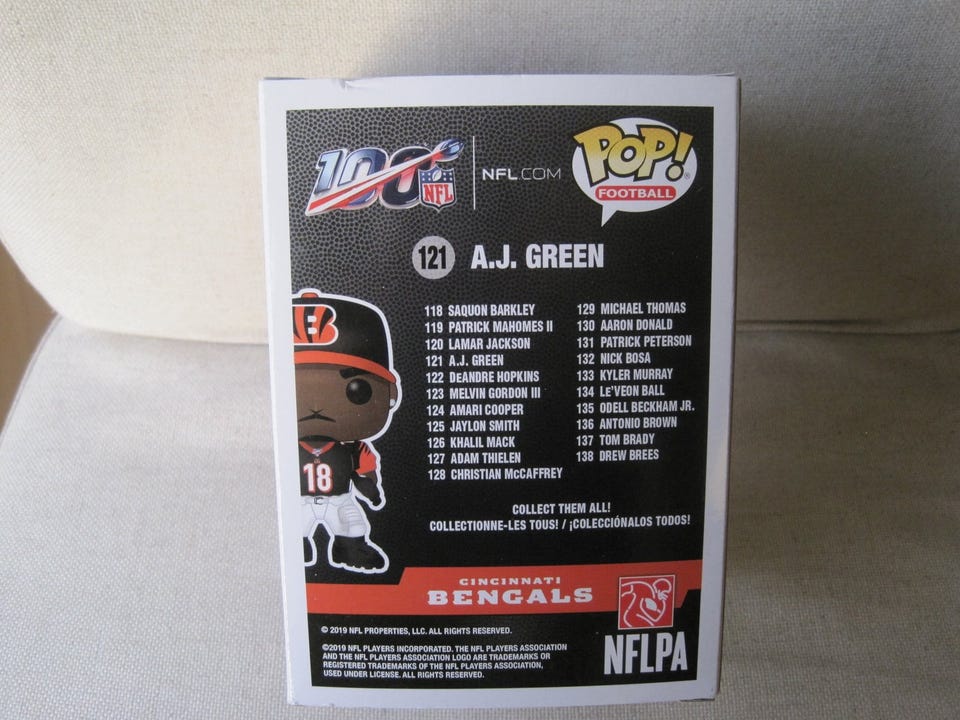 100
NFL
NFL.COM
POP!
FOOTBALL
121 A.J. GREEN
118 SAQUON BARKLEY
119 PATRICK MAHOMES II
120 LAMAR JACKSON
121 A.J. GREEN
122 DeANDRE HOPKINS
123 MELVIN GORDON III
124 AMARI COOPER
125 JAYLON SMITH
126 KHALIL MACK
127 ADAM THIELEN
128 CHRISTIAN McCAFFREY
129 MICHAEL THOMAS
130 AARON DONALD
131 PATRICK PETERSON
132 NICK BOSA
133 KYLER MURRAY
134 Le'VEON BALL
135 ODELL BECKHAM JR.
136 ANTONIO BROWN
137 TOM BRADY
138 DREW BREES
COLLECT THEM ALL!
COLLECTIONNE-LES TOUS! / ¡COLECCIÓNALOS TODOS!
18
CINCINNATI
BENGALS
© 2019 NFL PROPERTIES, LLC. ALL RIGHTS RESERVED.
©2019 NFL PLAYERS INCORPORATED. THE NFL PLAYERS ASSOCIATION
AND THE NFL PLAYERS ASSOCIATION LOGO ARE TRADEMARKS OR
REGISTERED TRADEMARKS OF THE NFL PLAYERS ASSOCIATION,
USED UNDER LICENSE. ALL RIGHTS RESERVED.
NFLPA